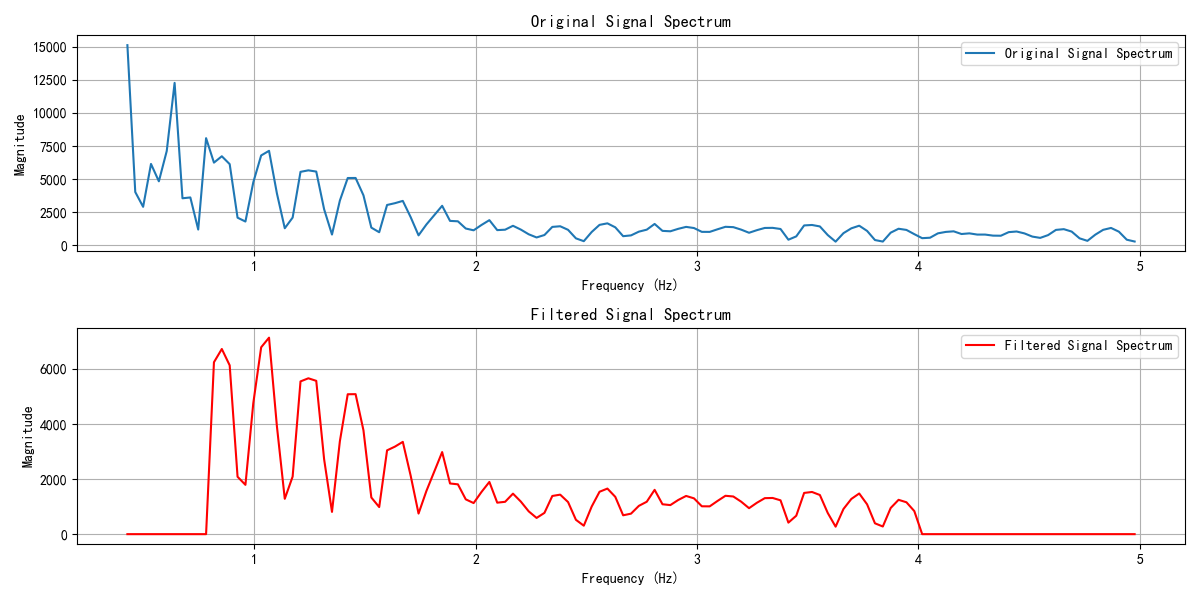 Original Signal Spectrum
15000
12500
10000
7500
5000
2500
0
Magnitude
Original Signal Spectrum
1 2 3 4 5
Frequency (Hz)
Filtered Signal Spectrum
6000
4000
2000
0
Magnitude
Filtered Signal Spectrum
1 2 3 4 5
Frequency (Hz)